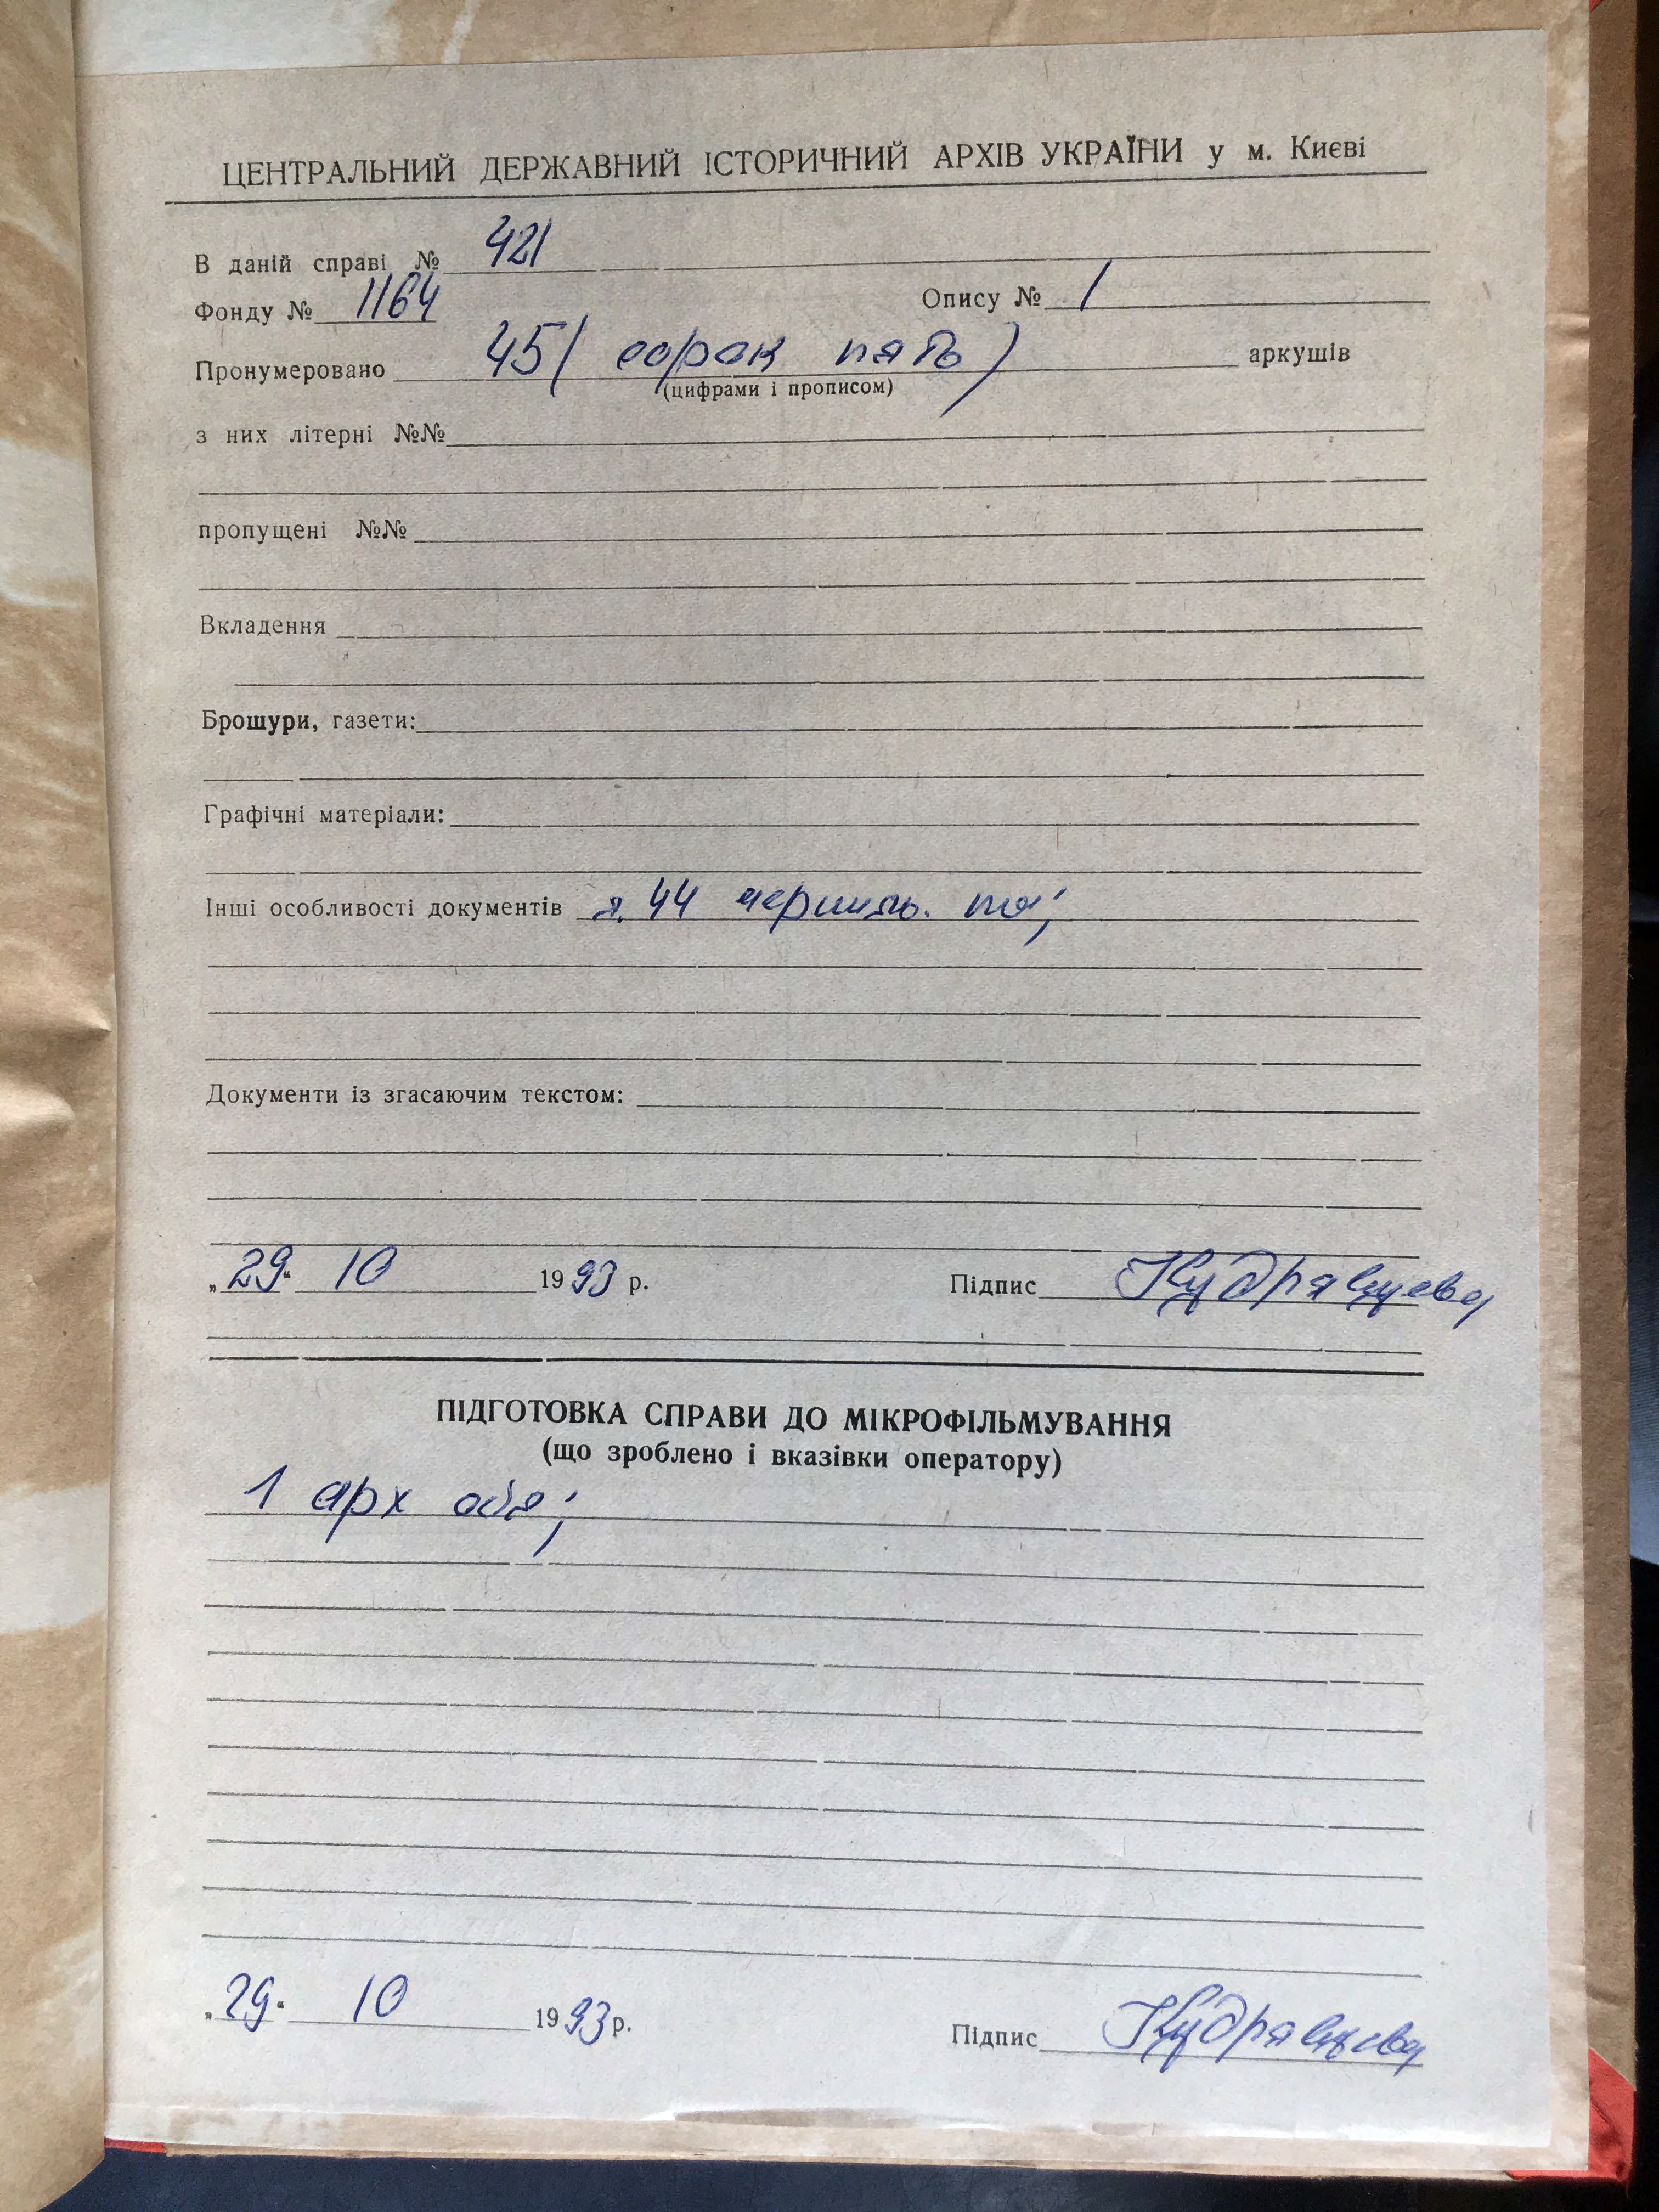 ЦЕНТРАЛЬНИЙ ДЕРЖАВНИЙ ІСТОРИЧНИЙ АРХІВ УКРАЇНИ у м. Києві
В даній справі № 421
Фонду № 1164 Опису № 1
Пронумеровано 45 (сорок пять) аркушів
(цифрами і прописом)
з них літерні №№
пропущені №№
Вкладення
Брошури, газети:
Графічні матеріали:
Інші особливості документів л. 44
Документи із згасаючим текстом:
„29“ 10 1993 р. Підпис Кудрявцева
ПІДГОТОВКА СПРАВИ ДО МІКРОФІЛЬМУВАННЯ
(що зроблено і вказівки оператору)
1 арх
„29“ 10 1993 р. Підпис Кудрявцева